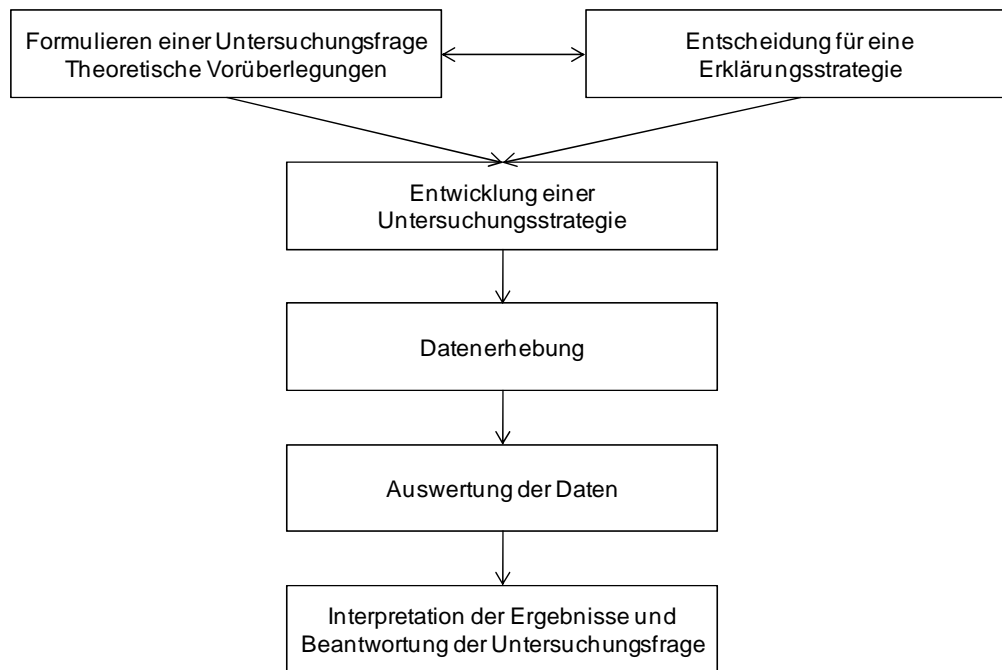 Formulieren einer Untersuchungsfrage
Theoretische Vorüberlegungen
Entscheidung für eine
Erklärungsstrategie
Entwicklung einer
Untersuchungsstrategie
Datenerhebung
Auswertung der Daten
Interpretation der Ergebnisse und
Beantwortung der Untersuchungsfrage